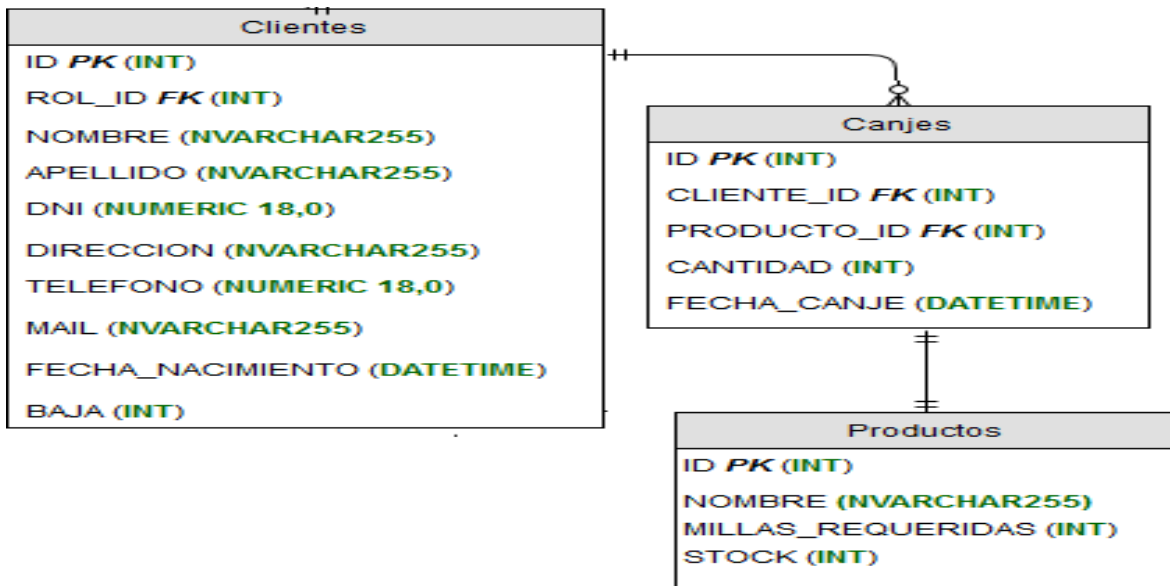 Clientes
ID PK (INT)
ROL_ID FK (INT)
NOMBRE (NVARCHAR255)
APELLIDO (NVARCHAR255)
DNI (NUMERIC 18,0)
DIRECCION (NVARCHAR255)
TELEFONO (NUMERIC 18,0)
MAIL (NVARCHAR255)
FECHA_NACIMIENTO (DATETIME)
BAJA (INT)
Canjes
ID PK (INT)
CLIENTE_ID FK (INT)
PRODUCTO_ID FK (INT)
CANTIDAD (INT)
FECHA_CANJE (DATETIME)
Productos
ID PK (INT)
NOMBRE (NVARCHAR255)
MILLAS_REQUERIDAS (INT)
STOCK (INT)